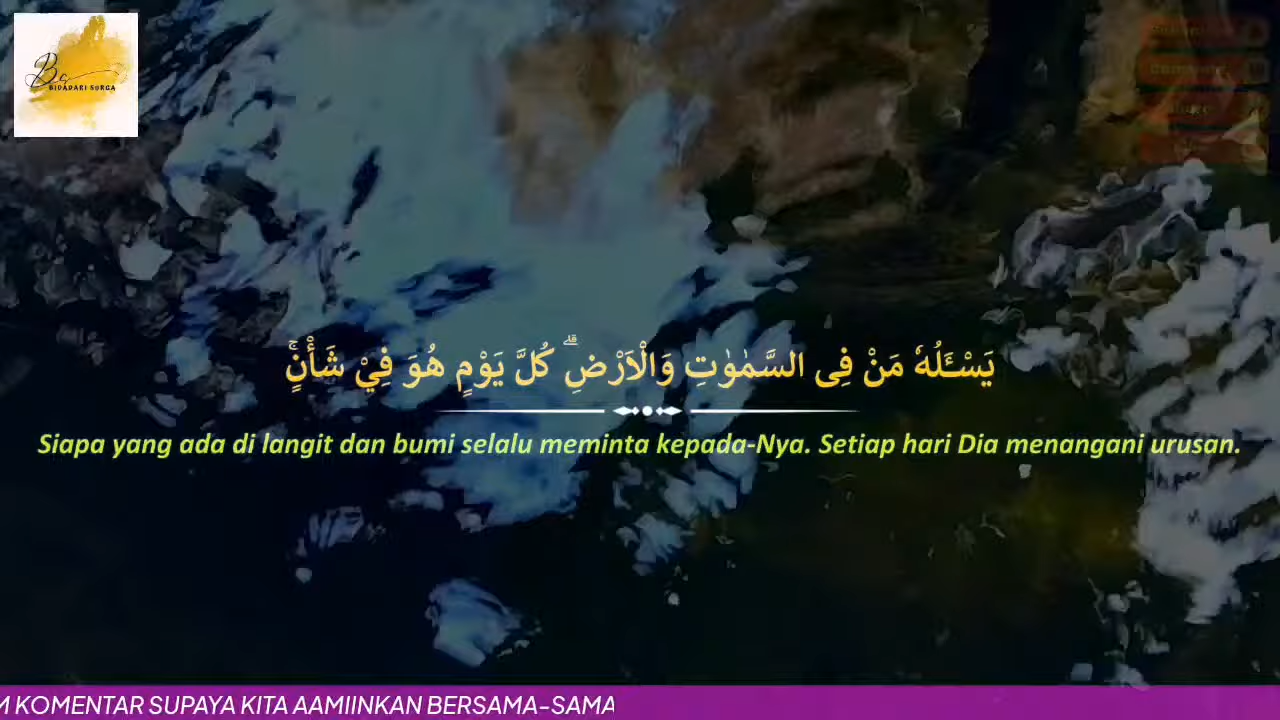 Bs
BIDADARI SURGA
يَسْـَٔلُهٗ مَنْ فِى السَّمٰوٰتِ وَالْاَرْضِۗ كُلَّ يَوْمٍ هُوَ فِيْ شَأْنٍۚ
Siapa yang ada di langit dan bumi selalu meminta kepada-Nya. Setiap hari Dia menangani urusan.
M KOMENTAR SUPAYA KITA AAMIINKAN BERSAMA-SAMA